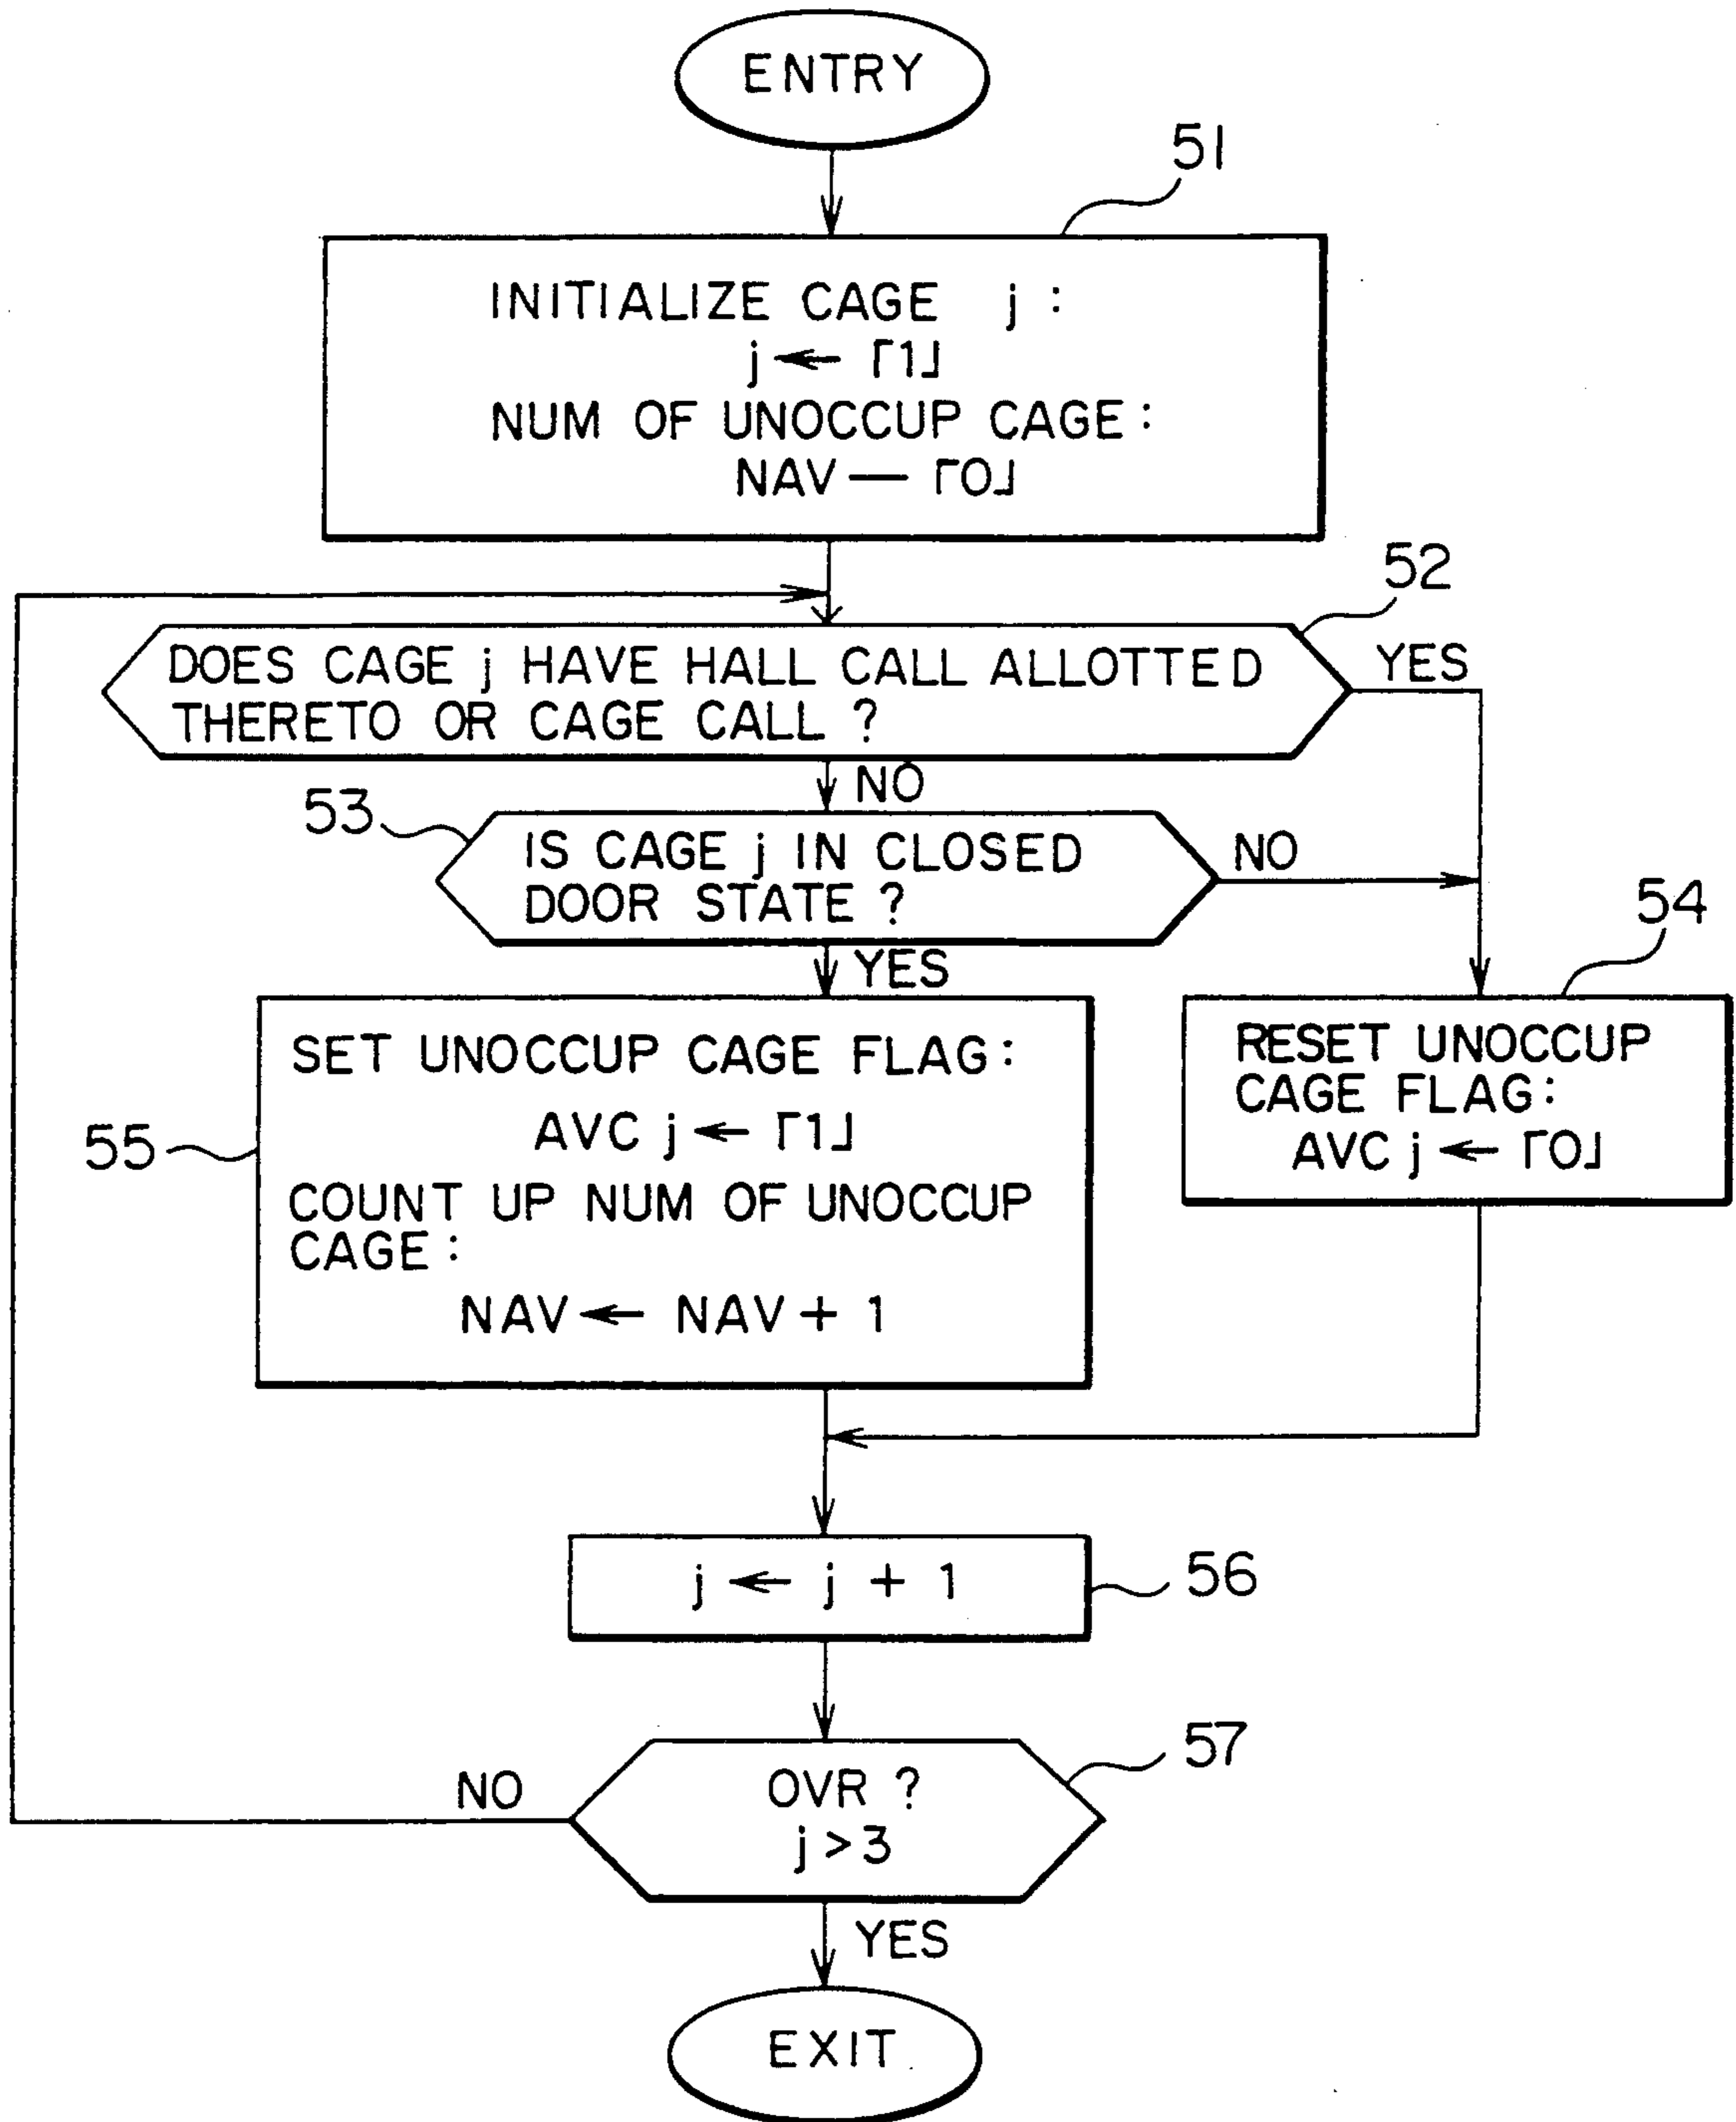 ENTRY
51
INITIALIZE CAGE j :
j ← 「1」
NUM OF UNOCCUP CAGE :
NAV — 「0」
52
DOES CAGE j HAVE HALL CALL ALLOTTED
THERETO OR CAGE CALL ?
YES
NO
53
IS CAGE j IN CLOSED
DOOR STATE ?
NO
YES
54
RESET UNOCCUP
CAGE FLAG :
AVC j ← 「0」
55
SET UNOCCUP CAGE FLAG :
AVC j ← 「1」
COUNT UP NUM OF UNOCCUP
CAGE :
NAV ← NAV + 1
j ← j + 1
56
57
OVR ?
j > 3
NO
YES
EXIT